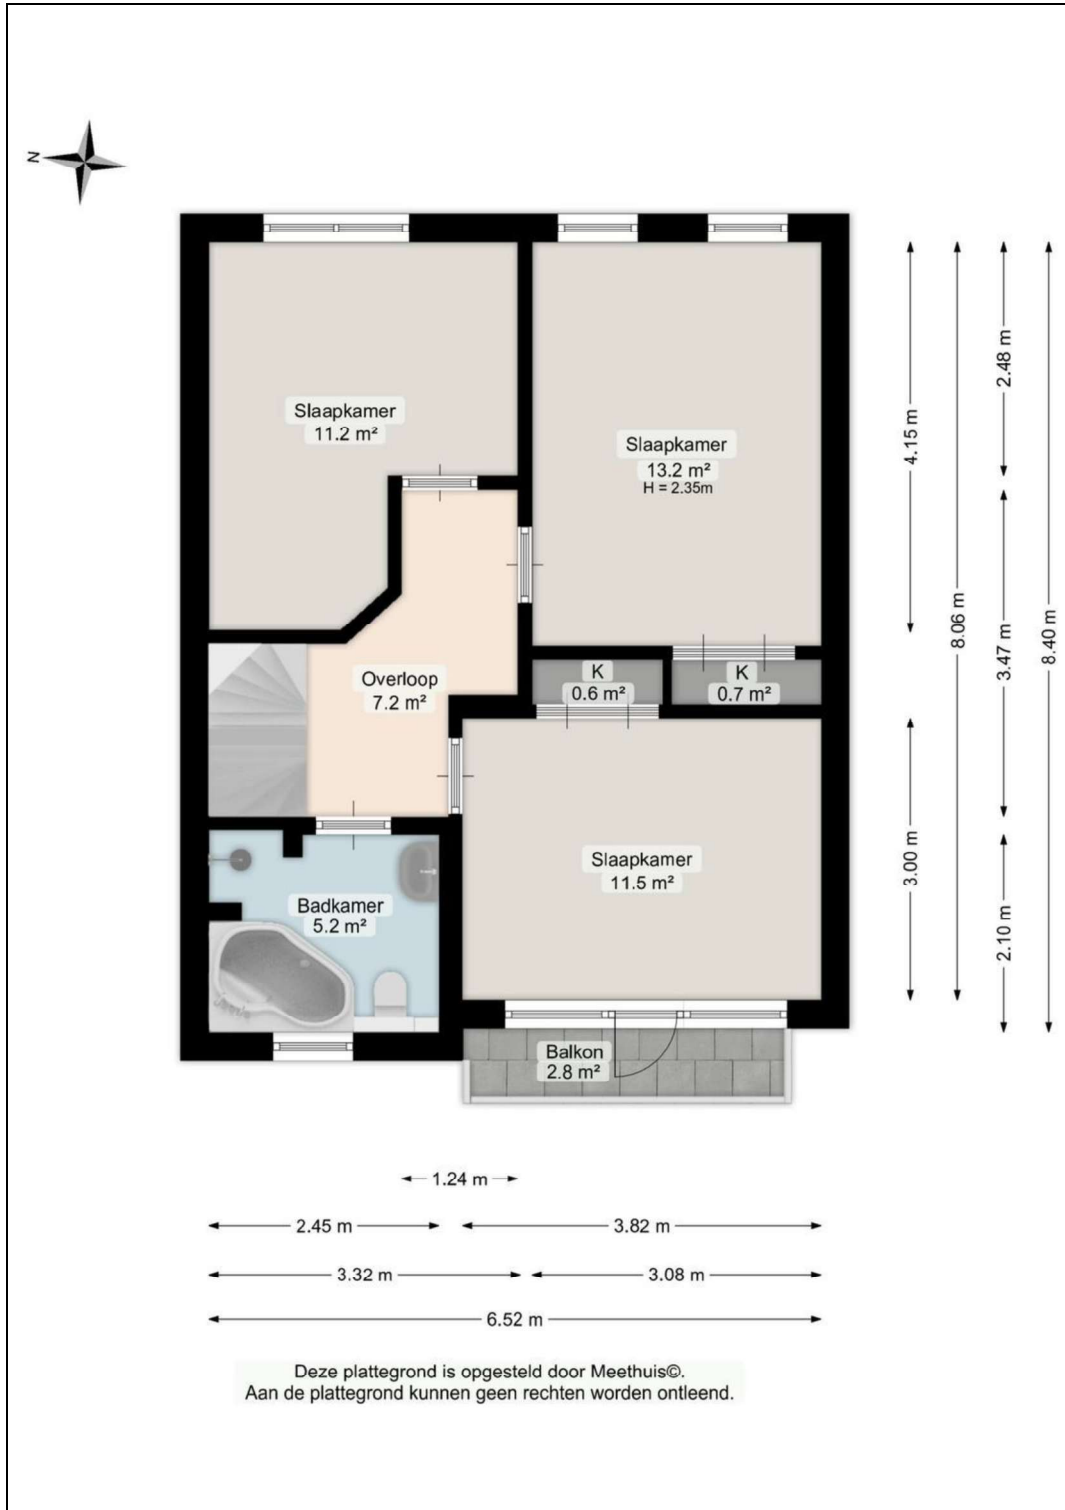 N
Slaapkamer
11.2 m²
Slaapkamer
13.2 m²
H = 2.35m
2.48 m
4.15 m
8.06 m
3.47 m
8.40 m
Overloop
7.2 m²
K
0.6 m²
K
0.7 m²
Slaapkamer
11.5 m²
3.00 m
2.10 m
Badkamer
5.2 m²
Balkon
2.8 m²
1.24 m
2.45 m
3.82 m
3.32 m
3.08 m
6.52 m
Deze plattegrond is opgesteld door Meethuis©.
Aan de plattegrond kunnen geen rechten worden ontleend.